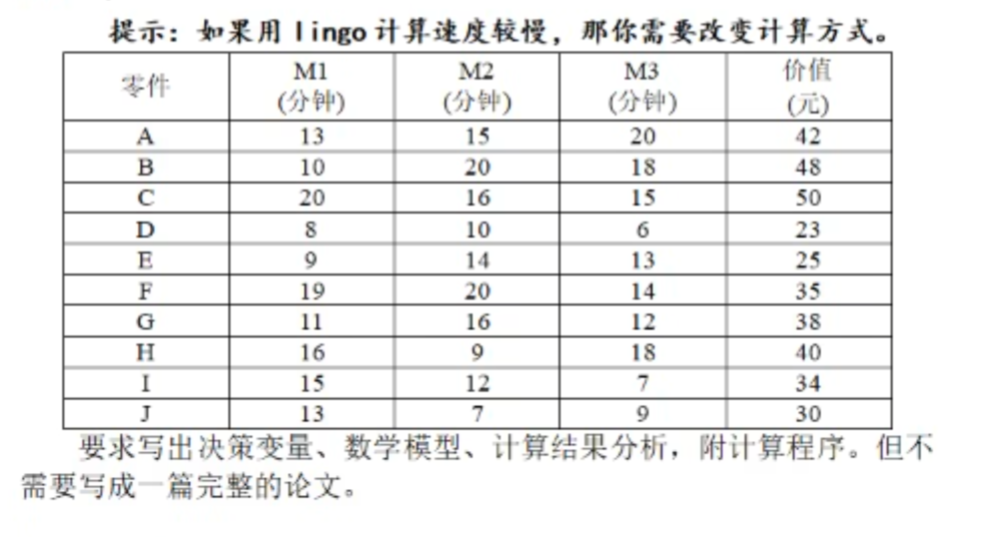 提示：如果用 lingo 计算速度较慢，那你需要改变计算方式。
零件 M1 (分钟) M2 (分钟) M3 (分钟) 价值 (元)
A 13 15 20 42
B 10 20 18 48
C 20 16 15 50
D 8 10 6 23
E 9 14 13 25
F 19 20 14 35
G 11 16 12 38
H 16 9 18 40
I 15 12 7 34
J 13 7 9 30
要求写出决策变量、数学模型、计算结果分析，附计算程序。但不
需要写成一篇完整的论文。